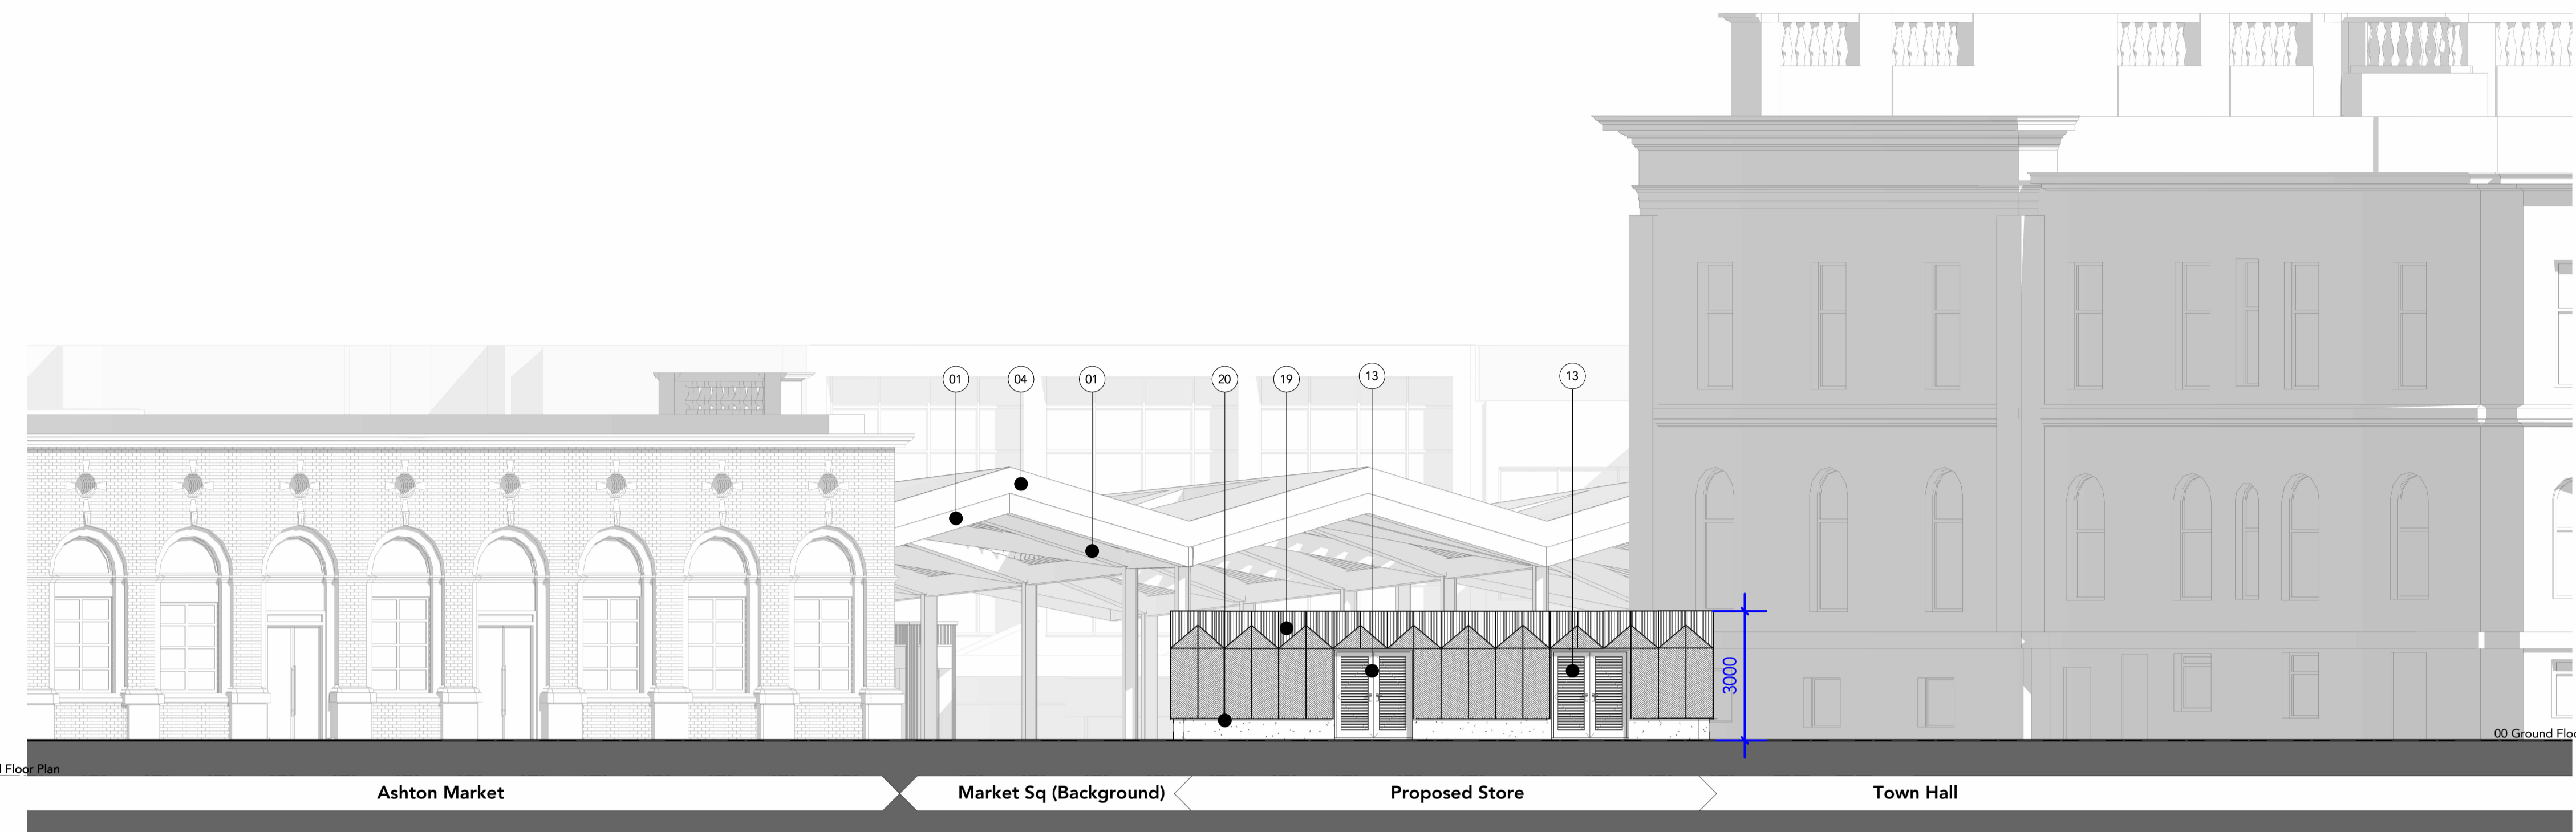 01 04 01 20 19 13 13
3000
00 Ground Floo
l Floor Plan
Ashton Market
Market Sq (Background)
Proposed Store
Town Hall